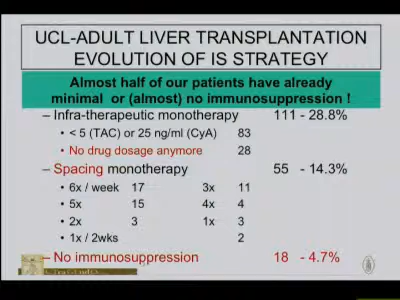 UCL-ADULT LIVER TRANSPLANTATION
EVOLUTION OF IS STRATEGY
Almost half of our patients have already
minimal or (almost) no immunosuppression !
– Infra-therapeutic monotherapy 111 - 28.8%
• < 5 (TAC) or 25 ng/ml (CyA) 83
• No drug dosage anymore 28
– Spacing monotherapy 55 - 14.3%
• 6x / week 17 3x 11
• 5x 15 4x 4
• 2x 3 1x 3
• 1x / 2wks 2
– No immunosuppression 18 - 4.7%